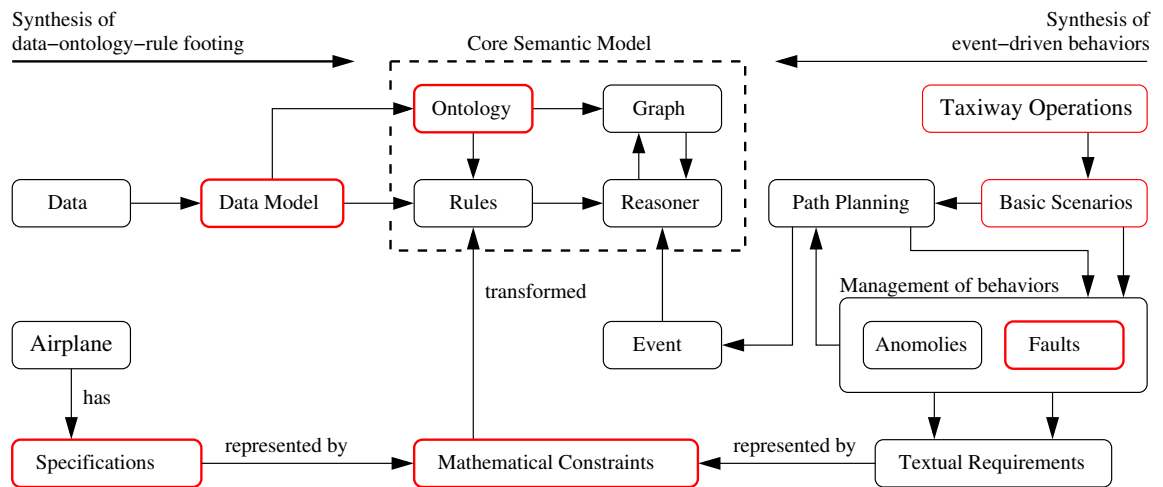 Synthesis of
data−ontology−rule footing
Core Semantic Model
Synthesis of
event−driven behaviors
Ontology
Graph
Taxiway Operations
Data
Data Model
Rules
Reasoner
Path Planning
Basic Scenarios
transformed
Management of behaviors
Airplane
Event
Anomolies
Faults
has
Specifications
represented by
Mathematical Constraints
represented by
Textual Requirements